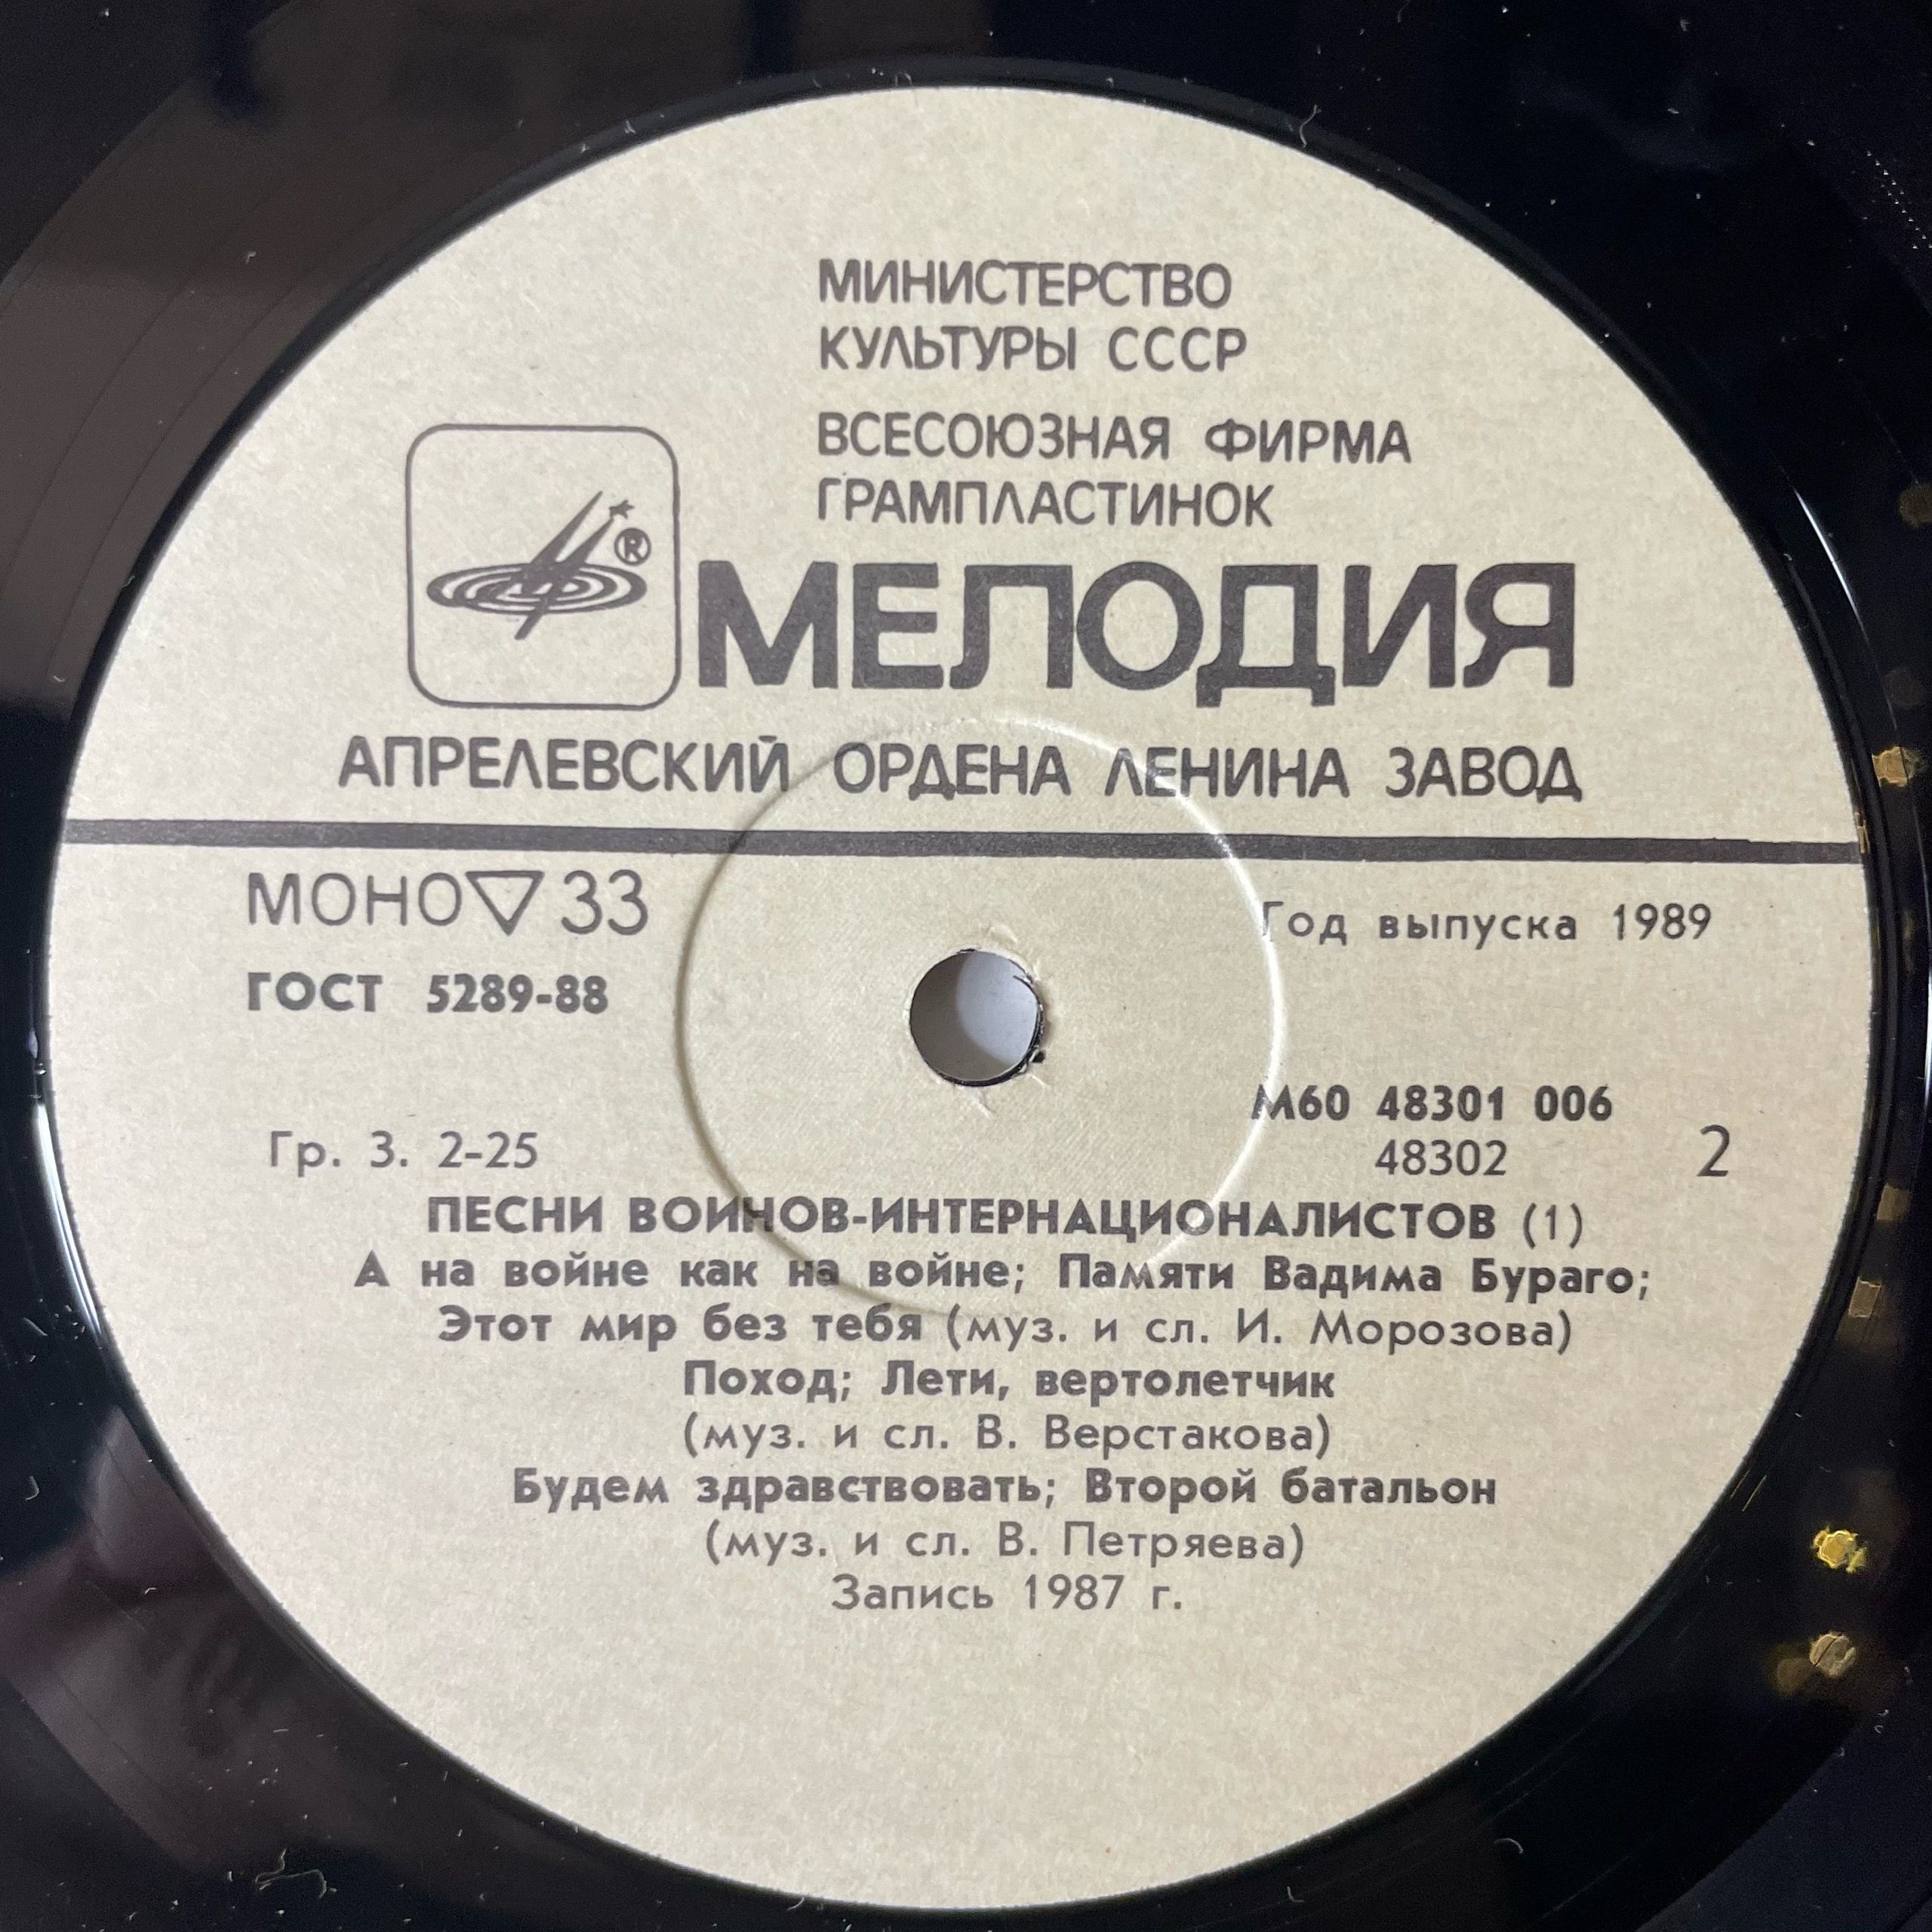 МИНИСТЕРСТВО
КУЛЬТУРЫ СССР
ВСЕСОЮЗНАЯ ФИРМА
ГРАМПЛАСТИНОК
®
МЕЛОДИЯ
АПРЕЛЕВСКИЙ ОРДЕНА ЛЕНИНА ЗАВОД
МОНО▽33
Год выпуска 1989
ГОСТ 5289-88
М60 48301 006
Гр. 3. 2-25
48302
2
ПЕСНИ ВОИНОВ-ИНТЕРНАЦИОНАЛИСТОВ (1)
А на войне как на войне; Памяти Вадима Бураго;
Этот мир без тебя (муз. и сл. И. Морозова)
Поход; Лети, вертолетчик
(муз. и сл. В. Верстакова)
Будем здравствовать; Второй батальон
(муз. и сл. В. Петряева)
Запись 1987 г.